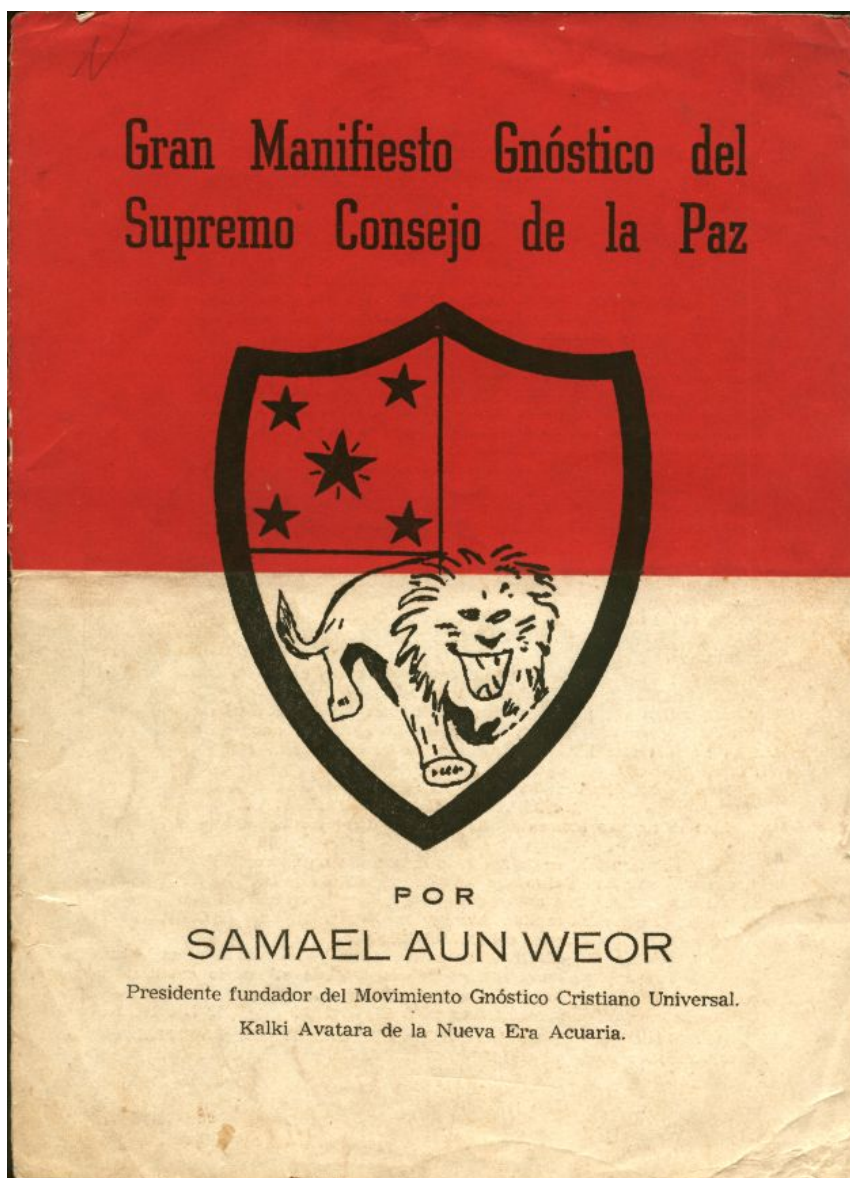 Gran Manifiesto Gnóstico del
Supremo Consejo de la Paz
POR
SAMAEL AUN WEOR
Presidente fundador del Movimiento Gnóstico Cristiano Universal.
Kalki Avatara de la Nueva Era Acuaria.